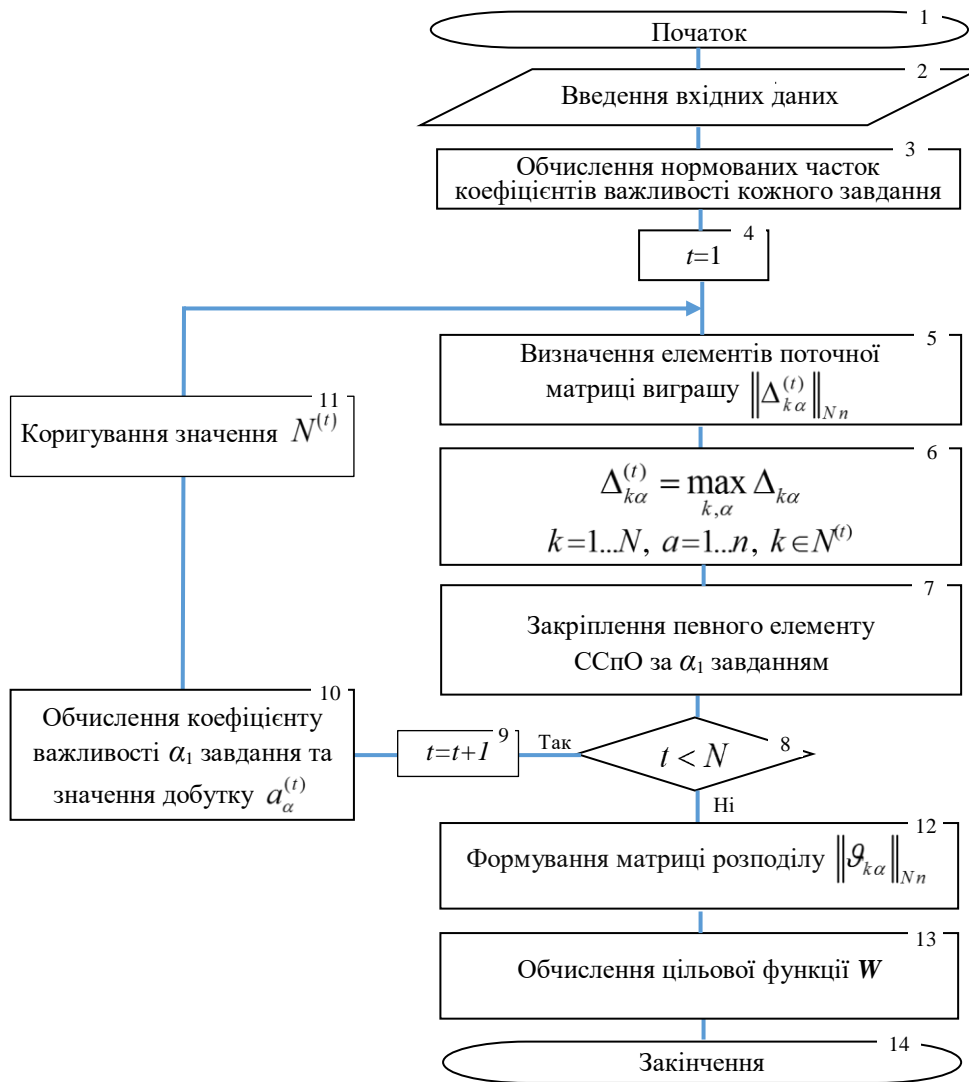 1
Початок
2
Введення вхідних даних
3
Обчислення нормованих часток
коефіцієнтів важливості кожного завдання
4
t=1
5
Визначення елементів поточної
матриці виграшу ‖Δ_{kα}^{(t)}‖_{Nn}
6
Δ_{kα}^{(t)} = max_{k,α} Δ_{kα}
k=1...N, a=1...n, k∈N^{(t)}
7
Закріплення певного елементу
ССпО за α₁ завданням
8
t < N
Так
Ні
9
t=t+1
10
Обчислення коефіцієнту
важливості α₁ завдання та
значення добутку a_α^{(t)}
11
Коригування значення N^{(t)}
12
Формування матриці розподілу ‖ϑ_{kα}‖_{Nn}
13
Обчислення цільової функції W
14
Закінчення